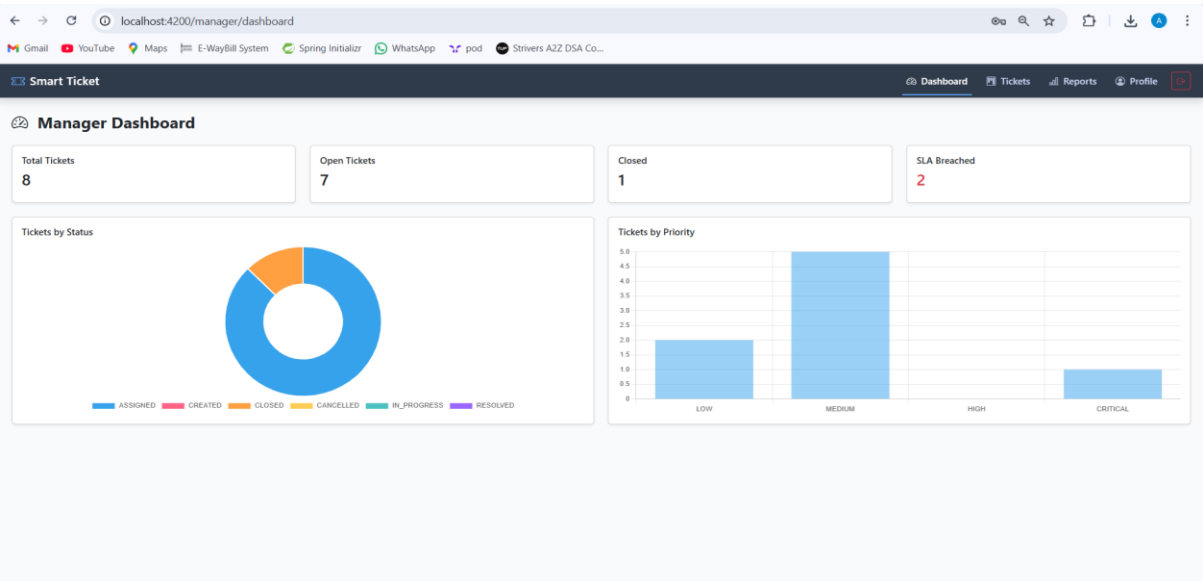 localhost:4200/manager/dashboard
A
Gmail YouTube Maps E-WayBill System Spring Initializr WhatsApp pod Strivers A2Z DSA Co...
Smart Ticket Dashboard Tickets Reports Profile
Manager Dashboard
Total Tickets
8
Open Tickets
7
Closed
1
SLA Breached
2
Tickets by Status
ASSIGNED CREATED CLOSED CANCELLED IN_PROGRESS RESOLVED
Tickets by Priority
5.0
4.5
4.0
3.5
3.0
2.5
2.0
1.5
1.0
0.5
0
LOW MEDIUM HIGH CRITICAL